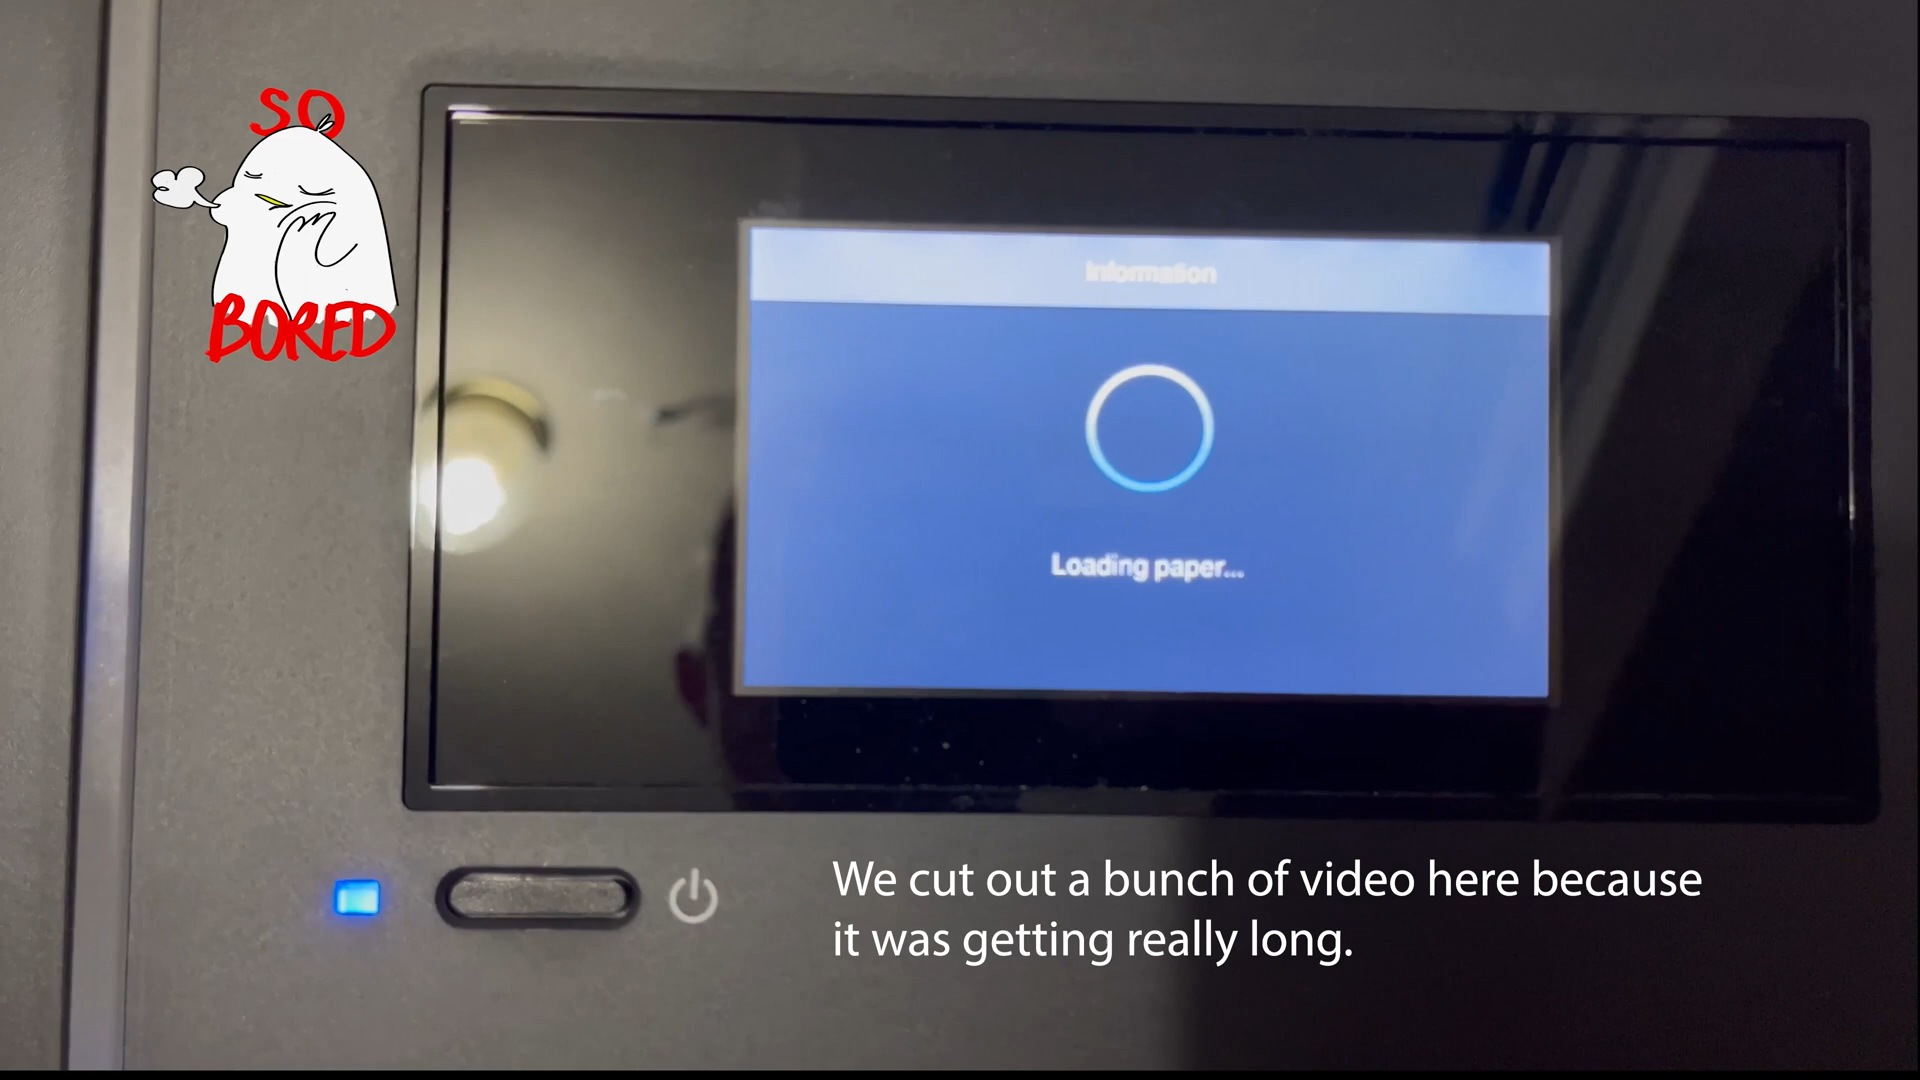 SO
BORED
Information
Loading paper...
We cut out a bunch of video here because
it was getting really long.